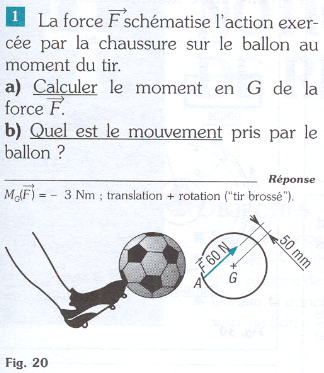 1 La force F⃗ schématise l'action exer-
cée par la chaussure sur le ballon au
moment du tir.
a) Calculer le moment en G de la
force F⃗.
b) Quel est le mouvement pris par le
ballon ?
Réponse
M_G(F⃗) = – 3 Nm ; translation + rotation (“tir brossé”).
F⃗ 60 N
50 mm
A
G
Fig. 20